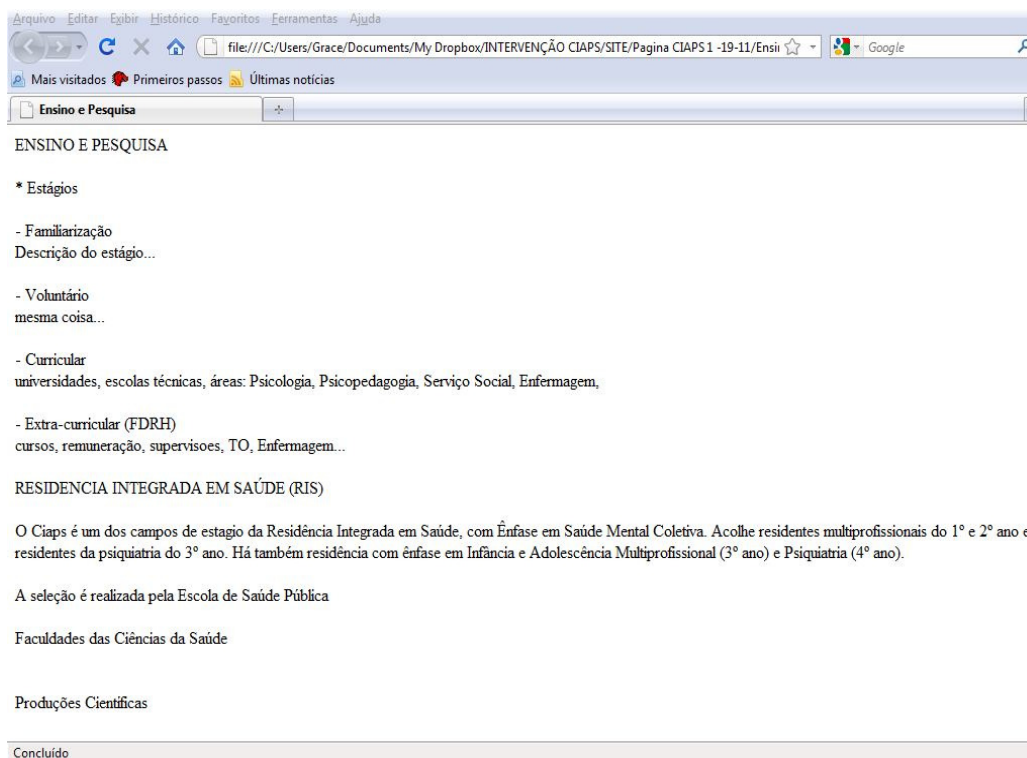 Arquivo Editar Exibir Histórico Favoritos Ferramentas Ajuda
file:///C:/Users/Grace/Documents/My Dropbox/INTERVENÇÃO CIAPS/SITE/Pagina CIAPS 1 -19-11/Ensi Google
Mais visitados Primeiros passos Últimas notícias
Ensino e Pesquisa
ENSINO E PESQUISA
* Estágios
- Familiarização
Descrição do estágio...
- Voluntário
mesma coisa...
- Curricular
universidades, escolas técnicas, áreas: Psicologia, Psicopedagogia, Serviço Social, Enfermagem,
- Extra-curricular (FDRH)
cursos, remuneração, supervisoes, TO, Enfermagem...
RESIDENCIA INTEGRADA EM SAÚDE (RIS)
O Ciaps é um dos campos de estagio da Residência Integrada em Saúde, com Ênfase em Saúde Mental Coletiva. Acolhe residentes multiprofissionais do 1º e 2º ano e
residentes da psiquiatria do 3º ano. Há também residência com ênfase em Infância e Adolescência Multiprofissional (3º ano) e Psiquiatria (4º ano).
A seleção é realizada pela Escola de Saúde Pública
Faculdades das Ciências da Saúde
Produções Cientificas
Concluído